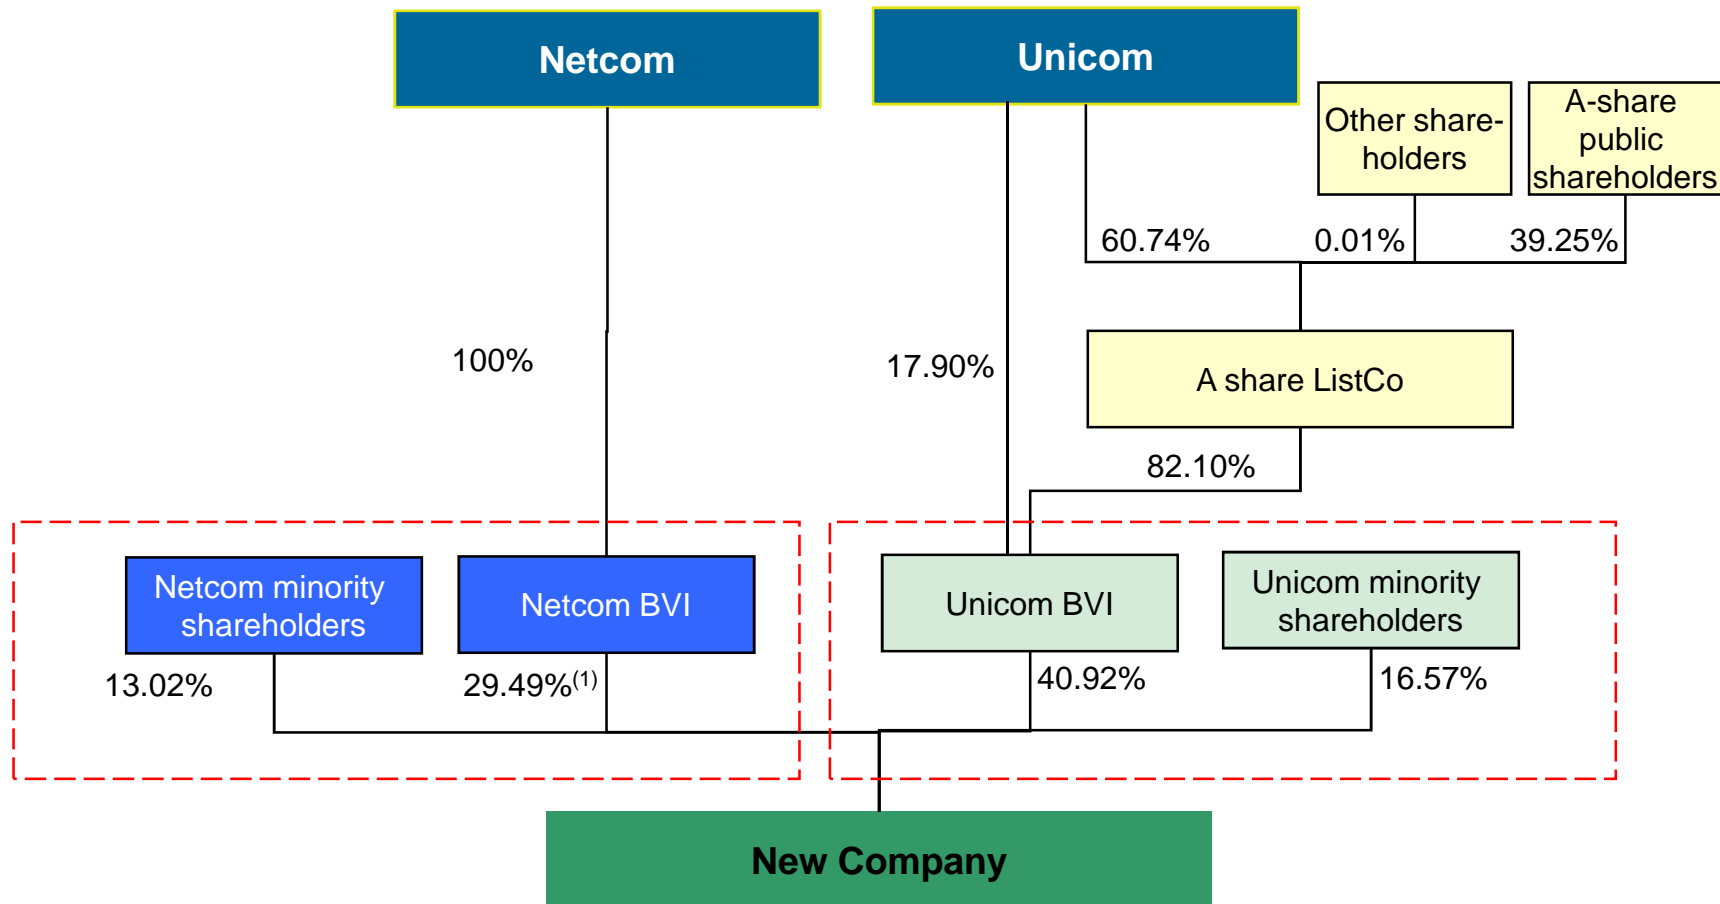 Netcom
Unicom
Other share-
holders
A-share
public
shareholders
60.74%
0.01%
39.25%
100%
17.90%
A share ListCo
82.10%
Netcom minority
shareholders
Netcom BVI
Unicom BVI
Unicom minority
shareholders
13.02%
29.49%(1)
40.92%
16.57%
New Company